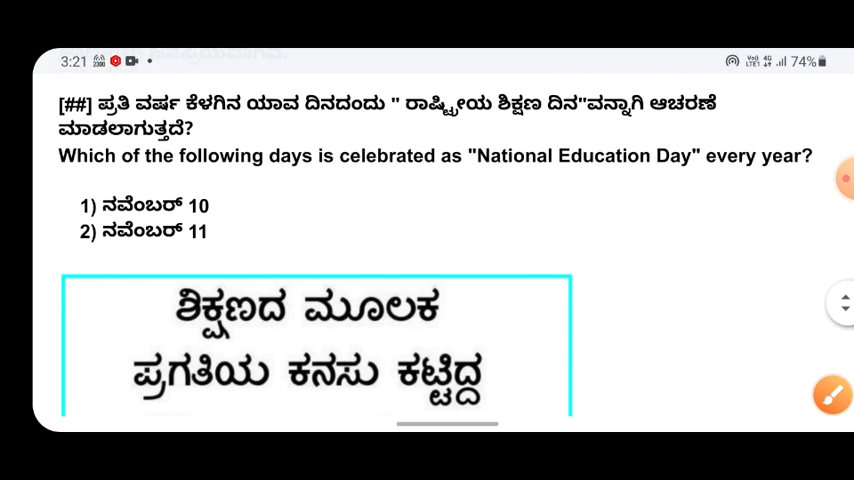 3:21
74%
[##] ಪ್ರತಿ ವರ್ಷ ಕೆಳಗಿನ ಯಾವ ದಿನದಂದು " ರಾಷ್ಟ್ರೀಯ ಶಿಕ್ಷಣ ದಿನ"ವನ್ನಾಗಿ ಆಚರಣೆ
ಮಾಡಲಾಗುತ್ತದೆ?
Which of the following days is celebrated as "National Education Day" every year?
1) ನವೆಂಬರ್ 10
2) ನವೆಂಬರ್ 11
ಶಿಕ್ಷಣದ ಮೂಲಕ
ಪ್ರಗತಿಯ ಕನಸು ಕಟ್ಟಿದ್ದ